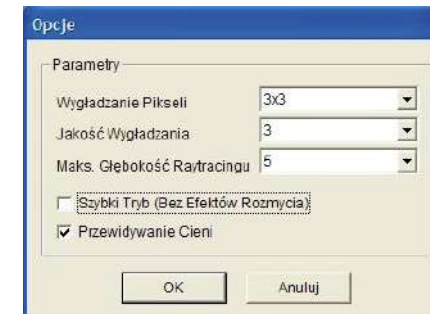 Opcje
Parametry
Wygładzanie Pikseli 3x3
Jakość Wygładzania 3
Maks. Głębokość Raytracingu 5
Szybki Tryb (Bez Efektów Rozmycia)
Przewidywanie Cieni
OK Anuluj